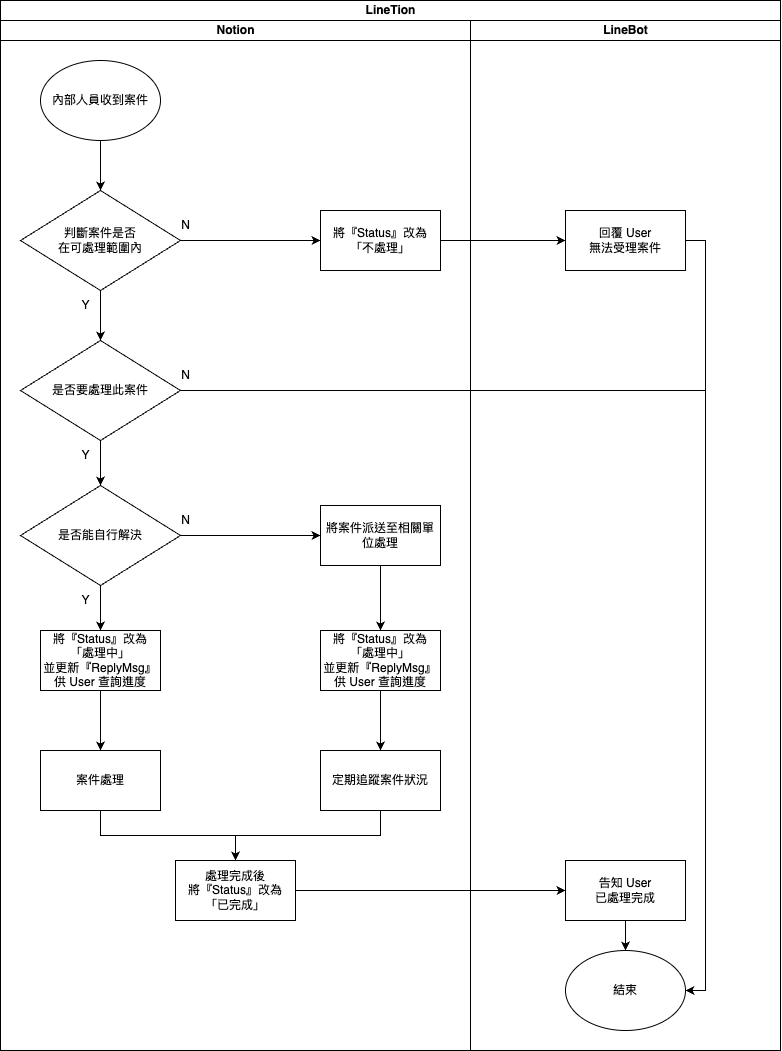 LineTion
Notion
LineBot
內部人員收到案件
判斷案件是否
在可處理範圍內
N
將『Status』改為
「不處理」
回覆 User
無法受理案件
Y
是否要處理此案件
N
Y
是否能自行解決
N
將案件派送至相關單
位處理
Y
將『Status』改為
「處理中」
並更新『ReplyMsg』
供 User 查詢進度
將『Status』改為
「處理中」
並更新『ReplyMsg』
供 User 查詢進度
案件處理
定期追蹤案件狀況
處理完成後
將『Status』改為
「已完成」
告知 User
已處理完成
結束